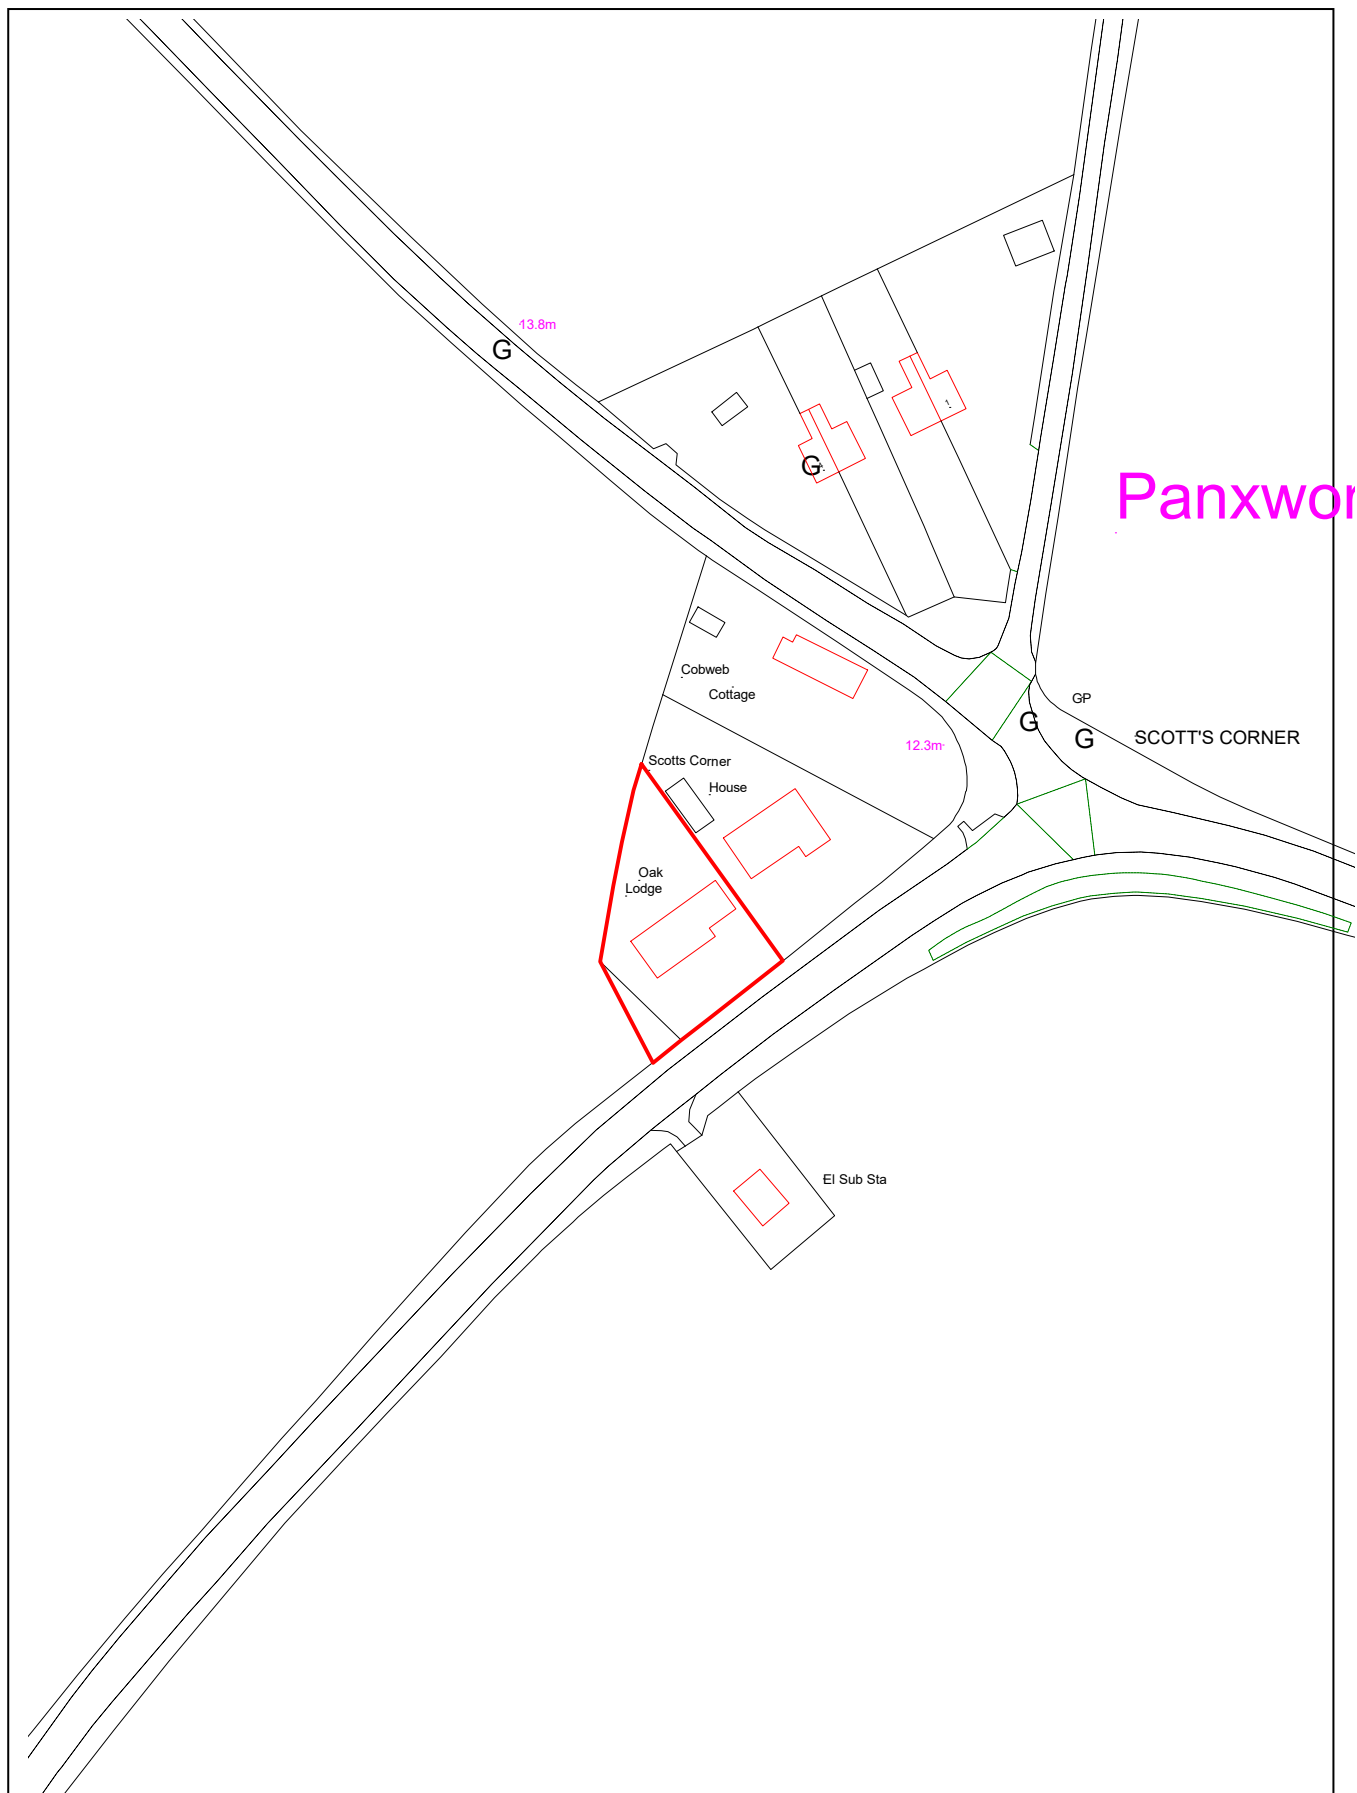 13.8m
G
G
Panxwor
Cobweb
Cottage
GP
G
G
SCOTT'S CORNER
12.3m
Scotts Corner
House
Oak
Lodge
El Sub Sta